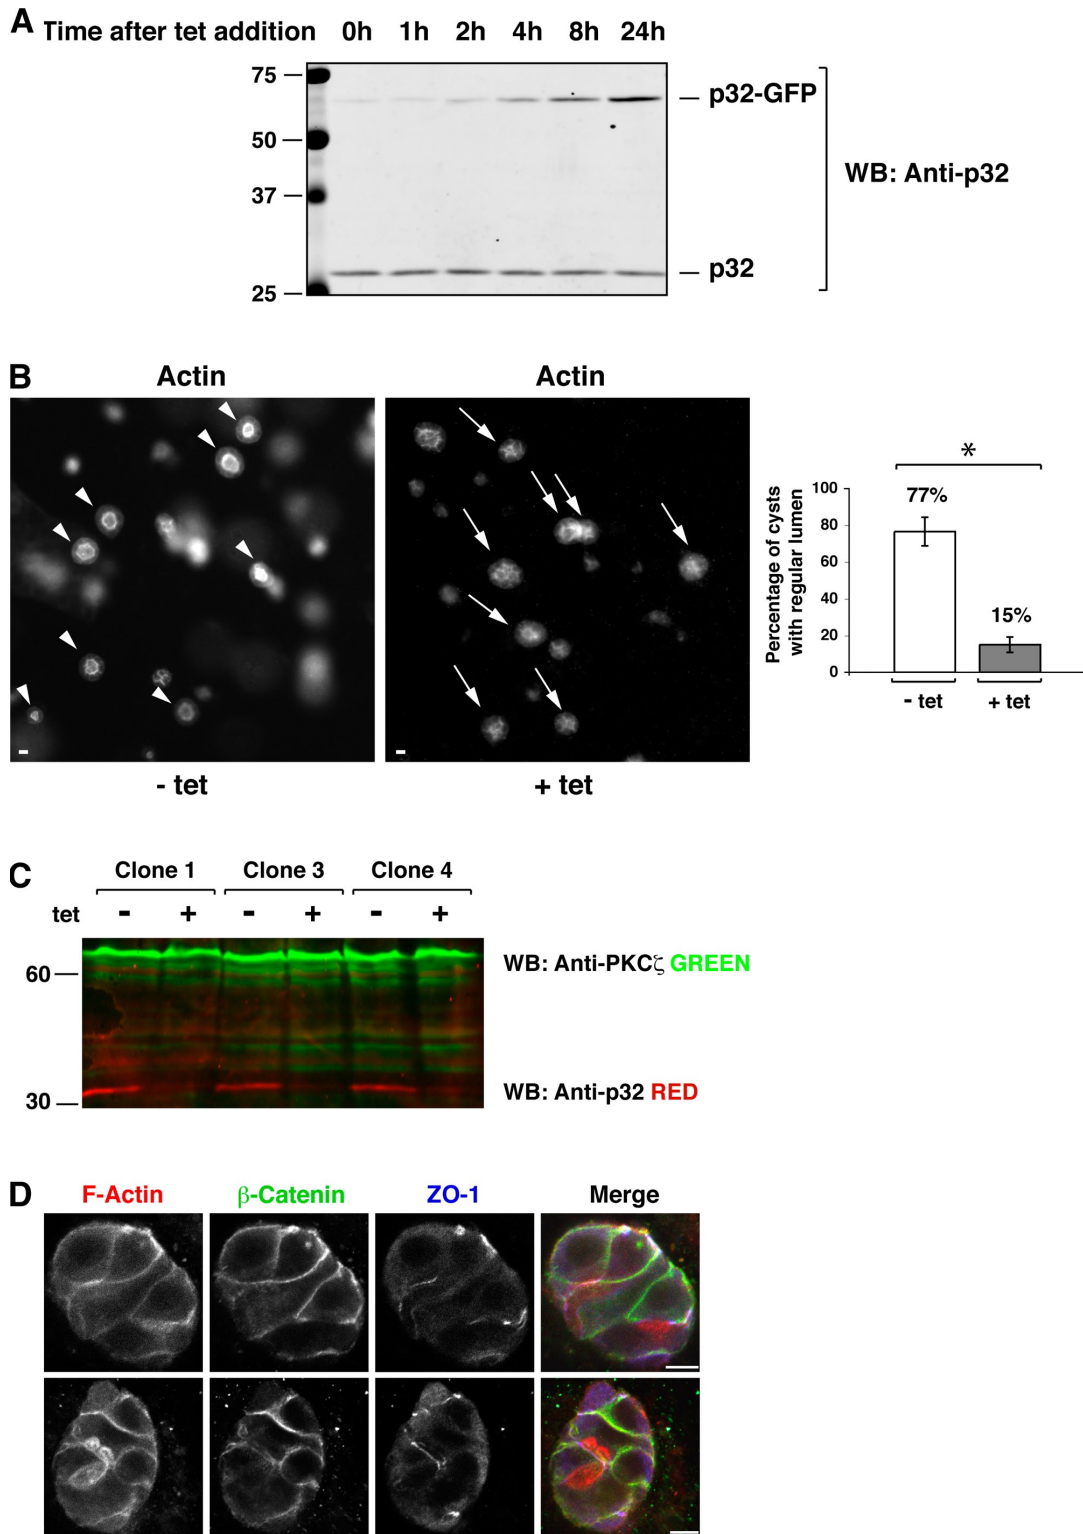 A
Time after tet addition 0h 1h 2h 4h 8h 24h
75
p32-GFP
50
WB: Anti-p32
37
p32
25
B
Actin
Actin
*
Percentage of cysts
with regular lumen
100
80
60
40
20
0
77%
15%
- tet
+ tet
- tet
+ tet
C
Clone 1
Clone 3
Clone 4
tet - + - + - +
60
WB: Anti-PKCζ GREEN
WB: Anti-p32 RED
30
D
F-Actin
β-Catenin
ZO-1
Merge